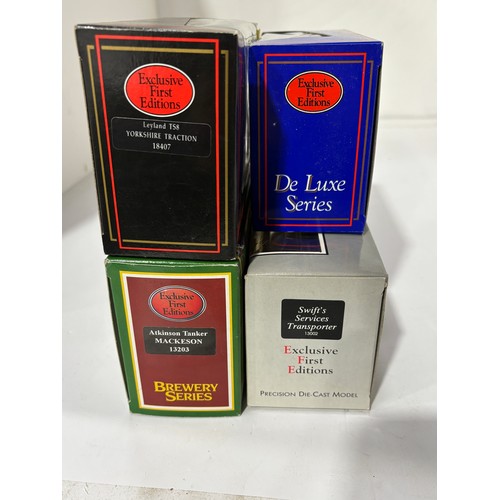 Exclusive
First
Editions
Leyland TS8
YORKSHIRE TRACTION
18407
Exclusive
First
Editions
De Luxe
Series
Exclusive
First
Editions
Atkinson Tanker
MACKESON
13203
BREWERY
SERIES
Swift's
Services
Transporter
13002
Exclusive
First
Editions
PRECISION DIE-CAST MODEL